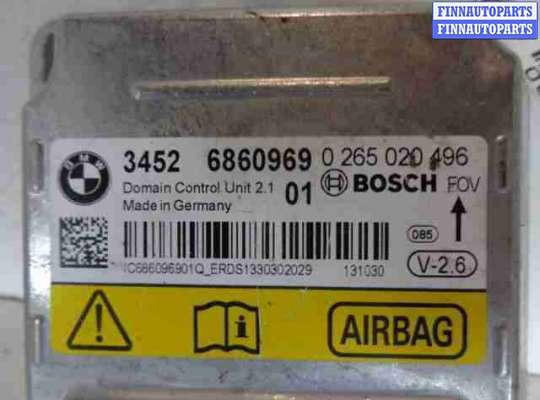 FINNAUTOPARTS
FINNAUTOPARTS
BMW
3452 6860969 0 265 020 496
Domain Control Unit 2.1 01 BOSCH FOV
Made in Germany
085
IC686096901Q_ERDS1330302029 131030
V-2.6
AIRBAG